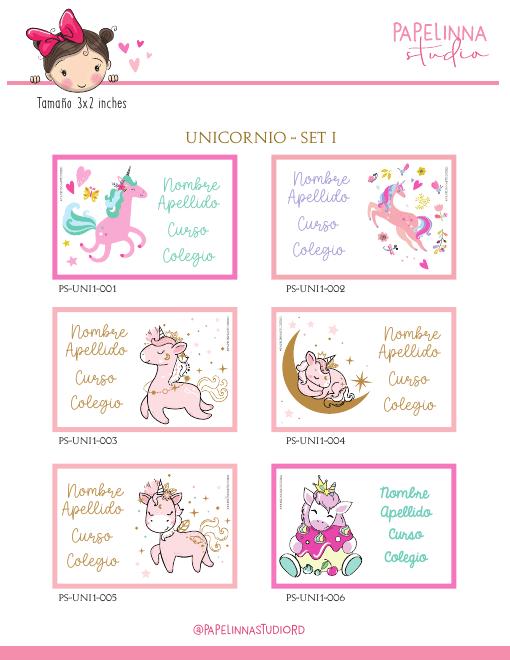 PAPELINNA
studio
Tamaño 3x2 inches
UNICORNIO - SET 1
Nombre
Apellido
Curso
Colegio
PS-UNI1-001
Nombre
Apellido
Curso
Colegio
PS-UNI1-002
Nombre
Apellido
Curso
Colegio
PS-UNI1-003
Nombre
Apellido
Curso
Colegio
PS-UNI1-004
Nombre
Apellido
Curso
Colegio
PS-UNI1-005
Nombre
Apellido
Curso
Colegio
PS-UNI1-006
@PAPELINNASTUDIORD